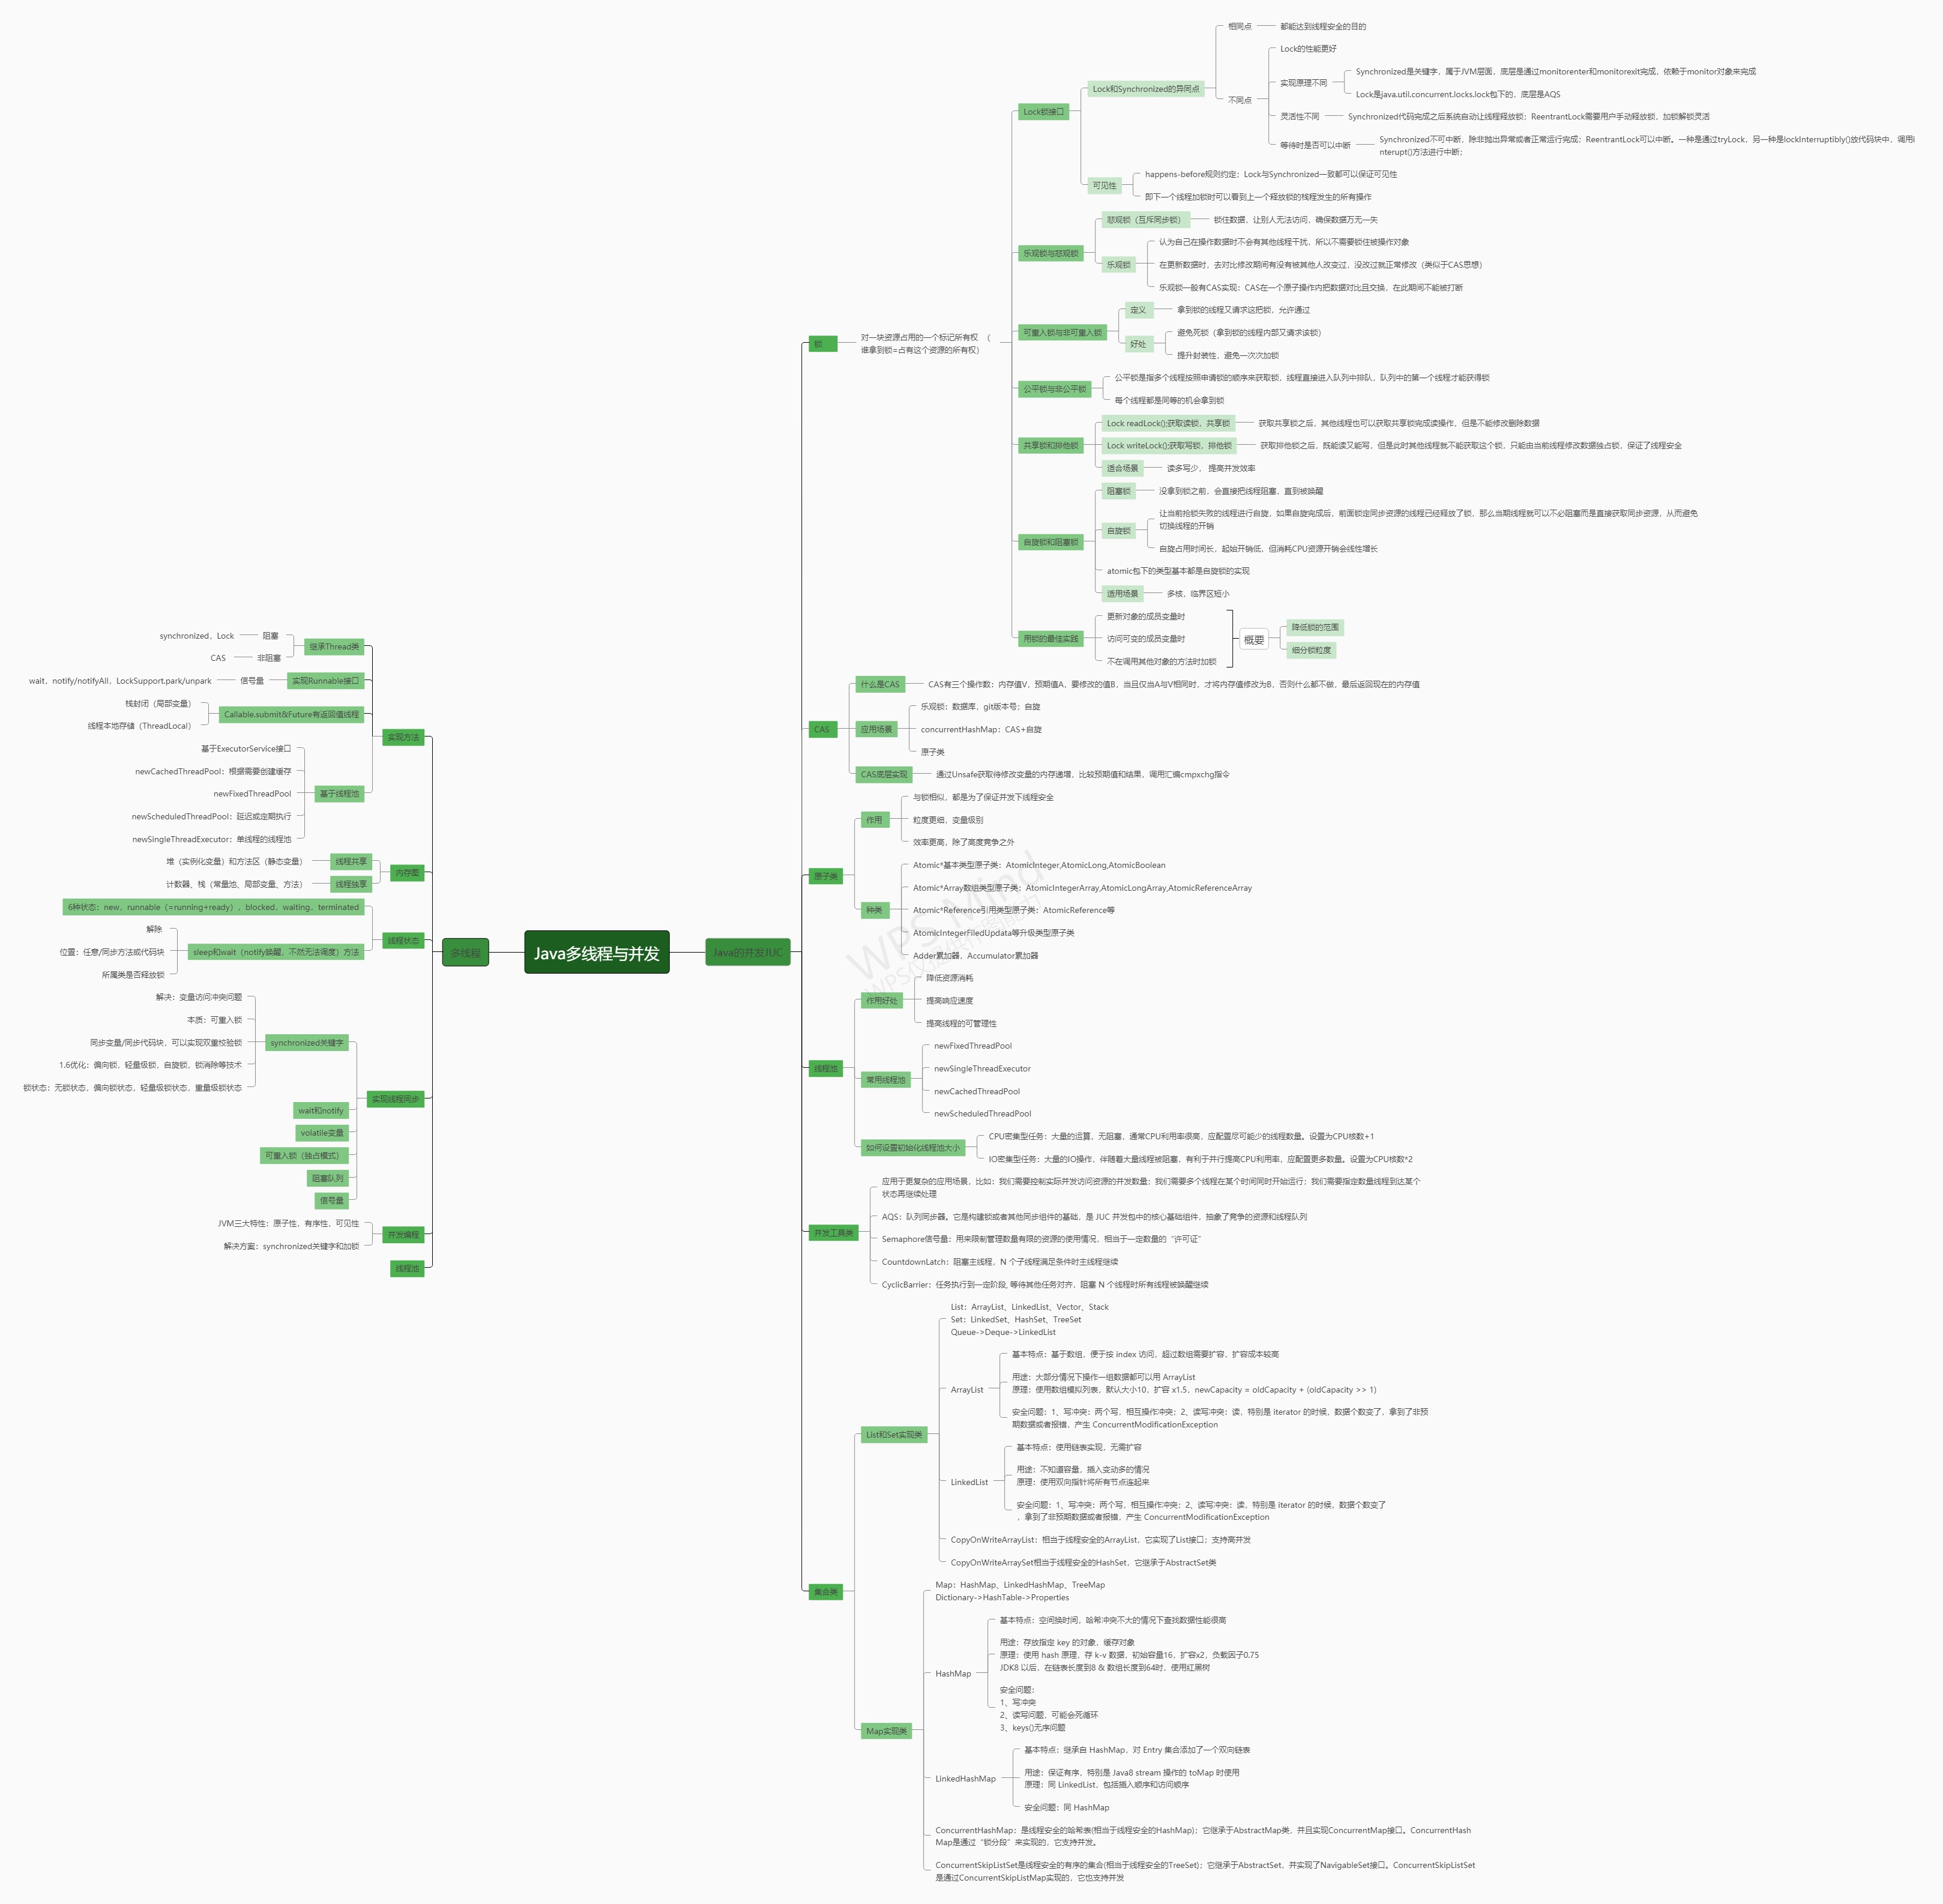 Java多线程与并发
多线程
实现方法
继承Thread类
阻塞
synchronized，Lock
非阻塞
CAS
实现Runnable接口
信号量
wait，notify/notifyAll，LockSupport.park/unpark
Callable.submit&Future有返回值线程
栈封闭（局部变量）
线程本地存储（ThreadLocal）
基于线程池
基于ExecutorService接口
newCachedThreadPool：根据需要创建缓存
newFixedThreadPool
newScheduledThreadPool：延迟或定期执行
newSingleThreadExecutor：单线程的线程池
内存图
线程共享
堆（实例化变量）和方法区（静态变量）
线程独享
计数器、栈（常量池、局部变量、方法）
线程状态
6种状态：new，runnable（=running+ready），blocked，waiting，terminated
sleep和wait（notify唤醒，不然无法调度）方法
解除
位置：任意/同步方法或代码块
所属类是否释放锁
实现线程同步
synchronized关键字
解决：变量访问冲突问题
本质：可重入锁
同步变量/同步代码块，可以实现双重校验锁
1.6优化：偏向锁，轻量级锁，自旋锁，锁消除等技术
锁状态：无锁状态，偏向锁状态，轻量级锁状态，重量级锁状态
wait和notify
volatile变量
可重入锁（独占模式）
阻塞队列
信号量
并发编程
JVM三大特性：原子性，有序性，可见性
解决方案：synchronized关键字和加锁
线程池
Java的并发JUC
锁
对一块资源占用的一个标记所有权 （
谁拿到锁=占有这个资源的所有权）
Lock锁接口
Lock和Synchronized的异同点
相同点
都能达到线程安全的目的
不同点
Lock的性能更好
实现原理不同
Synchronized是关键字，属于JVM层面，底层是通过monitorenter和monitorexit完成，依赖于monitor对象来完成
Lock是java.util.concurrent.locks.lock包下的，底层是AQS
灵活性不同
Synchronized代码完成之后系统自动让线程释放锁；ReentrantLock需要用户手动释放锁，加锁解锁灵活
等待时是否可以中断
Synchronized不可中断，除非抛出异常或者正常运行完成；ReentrantLock可以中断。一种是通过tryLock，另一种是lockInterruptibly()放代码块中，调用i
nterupt()方法进行中断；
可见性
happens-before规则约定；Lock与Synchronized一致都可以保证可见性
即下一个线程加锁时可以看到上一个释放锁的线程发生的所有操作
乐观锁与悲观锁
悲观锁（互斥同步锁）
锁住数据，让别人无法访问，确保数据万无一失
乐观锁
认为自己在操作数据时不会有其他线程干扰，所以不需要锁住被操作对象
在更新数据时，去对比修改期间有没有被其他人改变过，没改过就正常修改（类似于CAS思想）
乐观锁一般有CAS实现：CAS在一个原子操作内把数据对比且交换，在此期间不能被打断
可重入锁与非可重入锁
定义
拿到锁的线程又请求这把锁，允许通过
好处
避免死锁（拿到锁的线程内部又请求该锁）
提升封装性，避免一次次加锁
公平锁与非公平锁
公平锁是指多个线程按照申请锁的顺序来获取锁，线程直接进入队列中排队，队列中的第一个线程才能获得锁
每个线程都是同等的机会拿到锁
共享锁和排他锁
Lock readLock();获取读锁，共享锁
获取共享锁之后，其他线程也可以获取共享锁完成读操作，但是不能修改删除数据
Lock writeLock();获取写锁，排他锁
获取排他锁之后，既能读又能写，但是此时其他线程就不能获取这个锁，只能由当前线程修改数据独占锁，保证了线程安全
适合场景
读多写少， 提高并发效率
自旋锁和阻塞锁
阻塞锁
没拿到锁之前，会直接把线程阻塞，直到被唤醒
自旋锁
让当前抢锁失败的线程进行自旋，如果自旋完成后，前面锁定同步资源的线程已经释放了锁，那么当期线程就可以不必阻塞而是直接获取同步资源，从而避免
切换线程的开销
自旋占用时间长，起始开销低，但消耗CPU资源开销会线性增长
atomic包下的类型基本都是自旋锁的实现
适用场景
多核，临界区短小
用锁的最佳实践
更新对象的成员变量时
访问可变的成员变量时
不在调用其他对象的方法时加锁
概要
降低锁的范围
细分锁粒度
CAS
什么是CAS
CAS有三个操作数：内存值V，预期值A，要修改的值B，当且仅当A与V相同时，才将内存值修改为B，否则什么都不做，最后返回现在的内存值
应用场景
乐观锁；数据库，git版本号；自旋
concurrentHashMap：CAS+自旋
原子类
CAS底层实现
通过Unsafe获取待修改变量的内存递增，比较预期值和结果，调用汇编cmpxchg指令
原子类
作用
与锁相似，都是为了保证并发下线程安全
粒度更细，变量级别
效率更高，除了高度竞争之外
种类
Atomic*基本类型原子类：AtomicInteger,AtomicLong,AtomicBoolean
Atomic*Array数组类型原子类：AtomicIntegerArray,AtomicLongArray,AtomicReferenceArray
Atomic*Reference引用类型原子类：AtomicReference等
AtomicIntegerFiledUpdata等升级类型原子类
Adder累加器，Accumulator累加器
线程池
作用好处
降低资源消耗
提高响应速度
提高线程的可管理性
常用线程池
newFixedThreadPool
newSingleThreadExecutor
newCachedThreadPool
newScheduledThreadPool
如何设置初始化线程池大小
CPU密集型任务：大量的运算，无阻塞，通常CPU利用率很高，应配置尽可能少的线程数量。设置为CPU核数+1
IO密集型任务：大量的IO操作，伴随着大量线程被阻塞，有利于并行提高CPU利用率，应配置更多数量。设置为CPU核数*2
并发工具类
应用于更复杂的应用场景，比如：我们需要控制实际并发访问资源的并发数量；我们需要多个线程在某个时间同时开始运行；我们需要指定数量线程到达某个
状态再继续处理
AQS：队列同步器。它是构建锁或者其他同步组件的基础，是 JUC 并发包中的核心基础组件，抽象了竞争的资源和线程队列
Semaphore信号量：用来限制管理数量有限的资源的使用情况，相当于一定数量的“许可证”
CountdownLatch：阻塞主线程，N 个子线程满足条件时主线程继续
CyclicBarrier：任务执行到一定阶段, 等待其他任务对齐，阻塞 N 个线程时所有线程被唤醒继续
集合类
List和Set实现类
List：ArrayList、LinkedList、Vector、Stack
Set：LinkedSet、HashSet、TreeSet
Queue->Deque->LinkedList
ArrayList
基本特点：基于数组，便于按 index 访问，超过数组需要扩容，扩容成本较高
用途：大部分情况下操作一组数据都可以用 ArrayList
原理：使用数组模拟列表，默认大小10，扩容 x1.5，newCapacity = oldCapacity + (oldCapacity >> 1)
安全问题：1、写冲突：两个写，相互操作冲突；2、读写冲突：读，特别是 iterator 的时候，数据个数变了，拿到了非预
期数据或者报错，产生 ConcurrentModificationException
LinkedList
基本特点：使用链表实现，无需扩容
用途：不知道容量，插入变动多的情况
原理：使用双向指针将所有节点连起来
安全问题：1、写冲突：两个写，相互操作冲突；2、读写冲突：读，特别是 iterator 的时候，数据个数变了
，拿到了非预期数据或者报错，产生 ConcurrentModificationException
CopyOnWriteArrayList：相当于线程安全的ArrayList，它实现了List接口；支持高并发
CopyOnWriteArraySet相当于线程安全的HashSet，它继承于AbstractSet类
Map实现类
Map：HashMap、LinkedHashMap、TreeMap
Dictionary->HashTable->Properties
HashMap
基本特点：空间换时间，哈希冲突不大的情况下查找数据性能很高
用途：存放指定 key 的对象，缓存对象
原理：使用 hash 原理，存 k-v 数据，初始容量16，扩容x2，负载因子0.75
JDK8 以后，在链表长度到8 & 数组长度到64时，使用红黑树
安全问题：
1、写冲突
2、读写问题，可能会死循环
3、keys()无序问题
LinkedHashMap
基本特点：继承自 HashMap，对 Entry 集合添加了一个双向链表
用途：保证有序，特别是 Java8 stream 操作的 toMap 时使用
原理：同 LinkedList，包括插入顺序和访问顺序
安全问题：同 HashMap
ConcurrentHashMap：是线程安全的哈希表(相当于线程安全的HashMap)；它继承于AbstractMap类，并且实现ConcurrentMap接口。ConcurrentHash
Map是通过“锁分段”来实现的，它支持并发。
ConcurrentSkipListSet是线程安全的有序的集合(相当于线程安全的TreeSet)；它继承于AbstractSet，并实现了NavigableSet接口。ConcurrentSkipListSet
是通过ConcurrentSkipListMap实现的，它也支持并发
WPS Mind